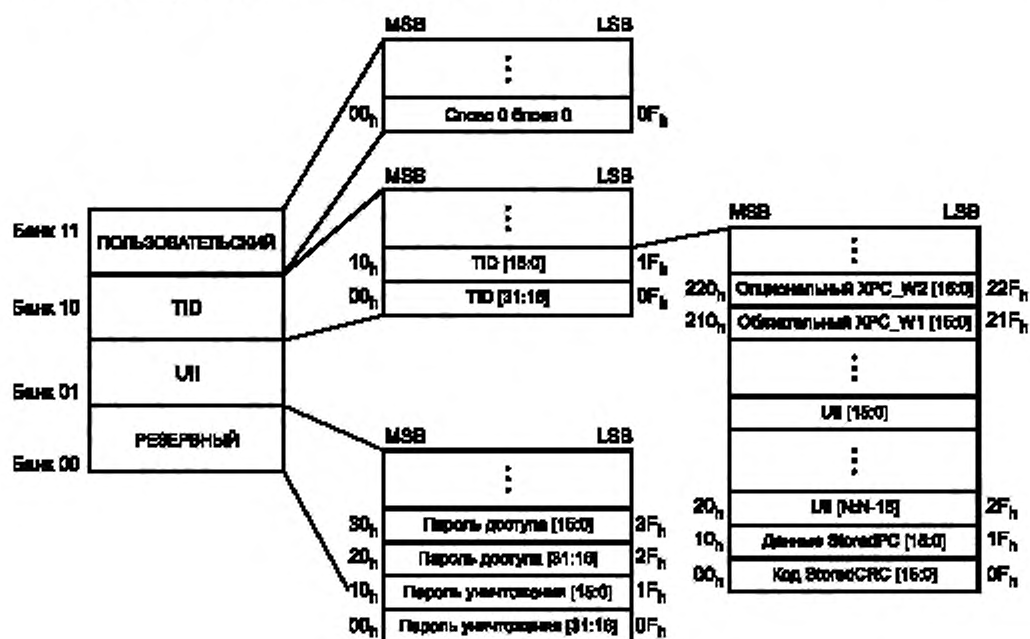 MSB LSB
00h Слово 0 блока 0 0Fh
MSB LSB
10h TID [15:0] 1Fh
00h TID [31:16] 0Fh
Банк 11 ПОЛЬЗОВАТЕЛЬСКИЙ
Банк 10 TID
Банк 01 UII
Банк 00 РЕЗЕРВНЫЙ
MSB LSB
220h Опциональный XPC_W2 [15:0] 22Fh
210h Обязательный XPC_W1 [15:0] 21Fh
UII [15:0]
20h UII [N:N-15] 2Fh
10h Данные StoredPC [15:0] 1Fh
00h Код StoredCRC [15:0] 0Fh
MSB LSB
30h Пароль доступа [15:0] 3Fh
20h Пароль доступа [31:16] 2Fh
10h Пароль уничтожения [15:0] 1Fh
00h Пароль уничтожения [31:16] 0Fh